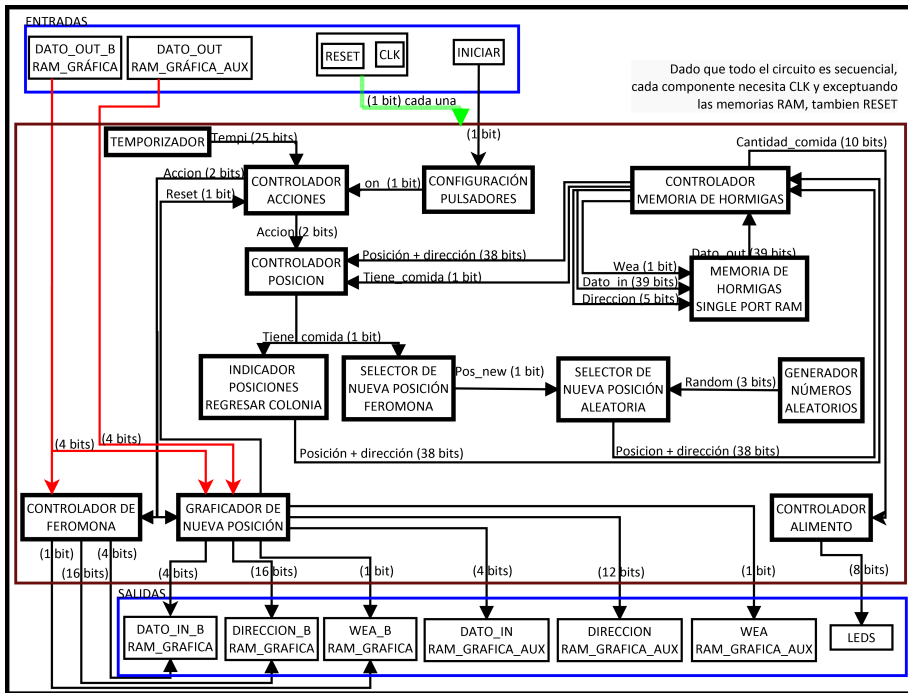 ENTRADAS
DATO_OUT_B
RAM_GRÁFICA
DATO_OUT
RAM_GRÁFICA_AUX
RESET
CLK
INICIAR
Dado que todo el circuito es secuencial,
cada componente necesita CLK y exceptuando
las memorias RAM, tambien RESET
(1 bit) cada una
(1 bit)
TEMPORIZADOR
Tempi (25 bits)
Cantidad_comida (10 bits)
Accion (2 bits)
Reset (1 bit)
CONTROLADOR
ACCIONES
on (1 bit)
CONFIGURACIÓN
PULSADORES
CONTROLADOR
MEMORIA DE HORMIGAS
Accion (2 bits)
CONTROLADOR
POSICION
Posición + dirección (38 bits)
Tiene_comida (1 bit)
Dato_out (39 bits)
Wea (1 bit)
Dato_in (39 bits)
Direccion (5 bits)
MEMORIA DE
HORMIGAS
SINGLE PORT RAM
Tiene_comida (1 bit)
INDICADOR
POSICIONES
REGRESAR COLONIA
SELECTOR DE
NUEVA POSICIÓN
FEROMONA
Pos_new (1 bit)
SELECTOR DE
NUEVA POSICIÓN
ALEATORIA
Random (3 bits)
GENERADOR
NÚMEROS
ALEATORIOS
(4 bits)
(4 bits)
Posición + dirección (38 bits)
Posicion + dirección (38 bits)
CONTROLADOR DE
FEROMONA
GRAFICADOR DE
NUEVA POSICIÓN
CONTROLADOR
ALIMENTO
(1 bit)
(16 bits)
(4 bits)
(4 bits)
(16 bits)
(1 bit)
(4 bits)
(12 bits)
(1 bit)
(8 bits)
SALIDAS
DATO_IN_B
RAM_GRAFICA
DIRECCION_B
RAM_GRAFICA
WEA_B
RAM_GRAFICA
DATO_IN
RAM_GRAFICA_AUX
DIRECCION
RAM_GRAFICA_AUX
WEA
RAM_GRAFICA_AUX
LEDS